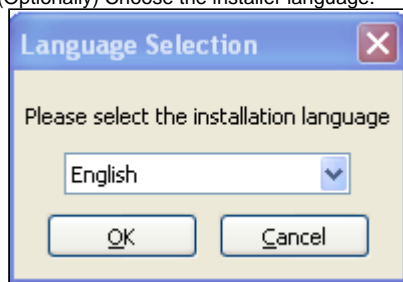 (Optionally) Choose the installer language.
Language Selection
Please select the installation language
English
OK
Cancel